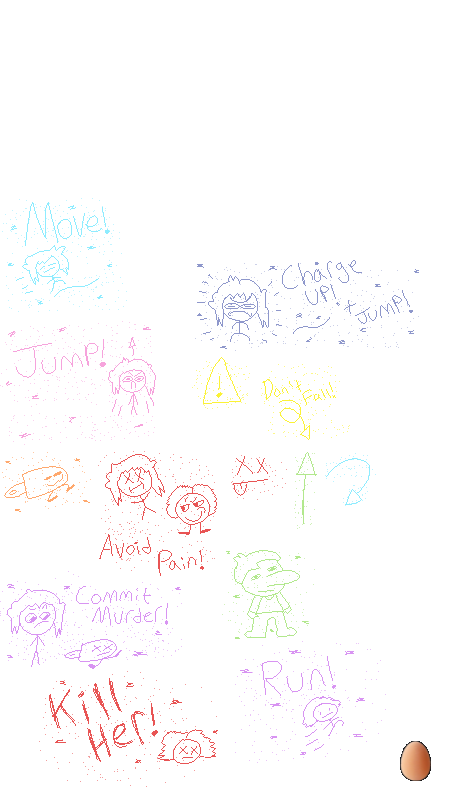 Move!
Charge
UP!
+ JUMP!
Jump!
Don't
Fall!
Avoid
Pain!
Commit
Murder!
Run!
Kill
Her!